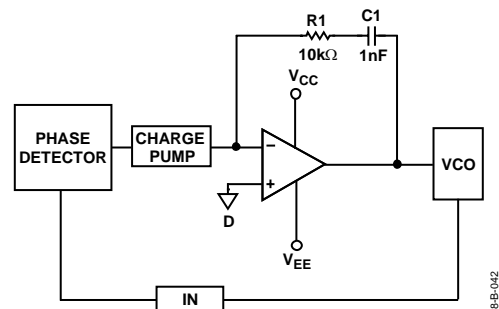 R1
10kΩ
C1
1nF
VCC
PHASE
DETECTOR
CHARGE
PUMP
–
+
D
VCO
VEE
IN
8-B-042